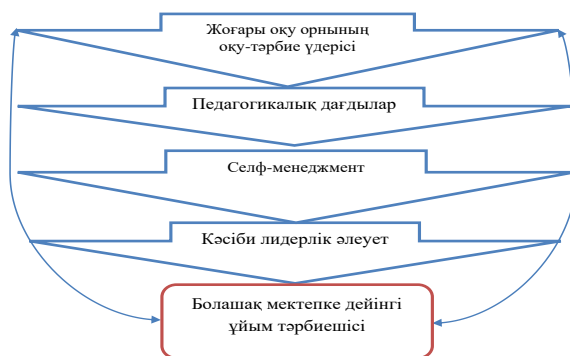 Жоғары оқу орнының
оқу-тәрбие үдерісі
Педагогикалық дағдылар
Селф-менеджмент
Кәсіби лидерлік әлеует
Болашақ мектепке дейінгі
ұйым тәрбиешісі